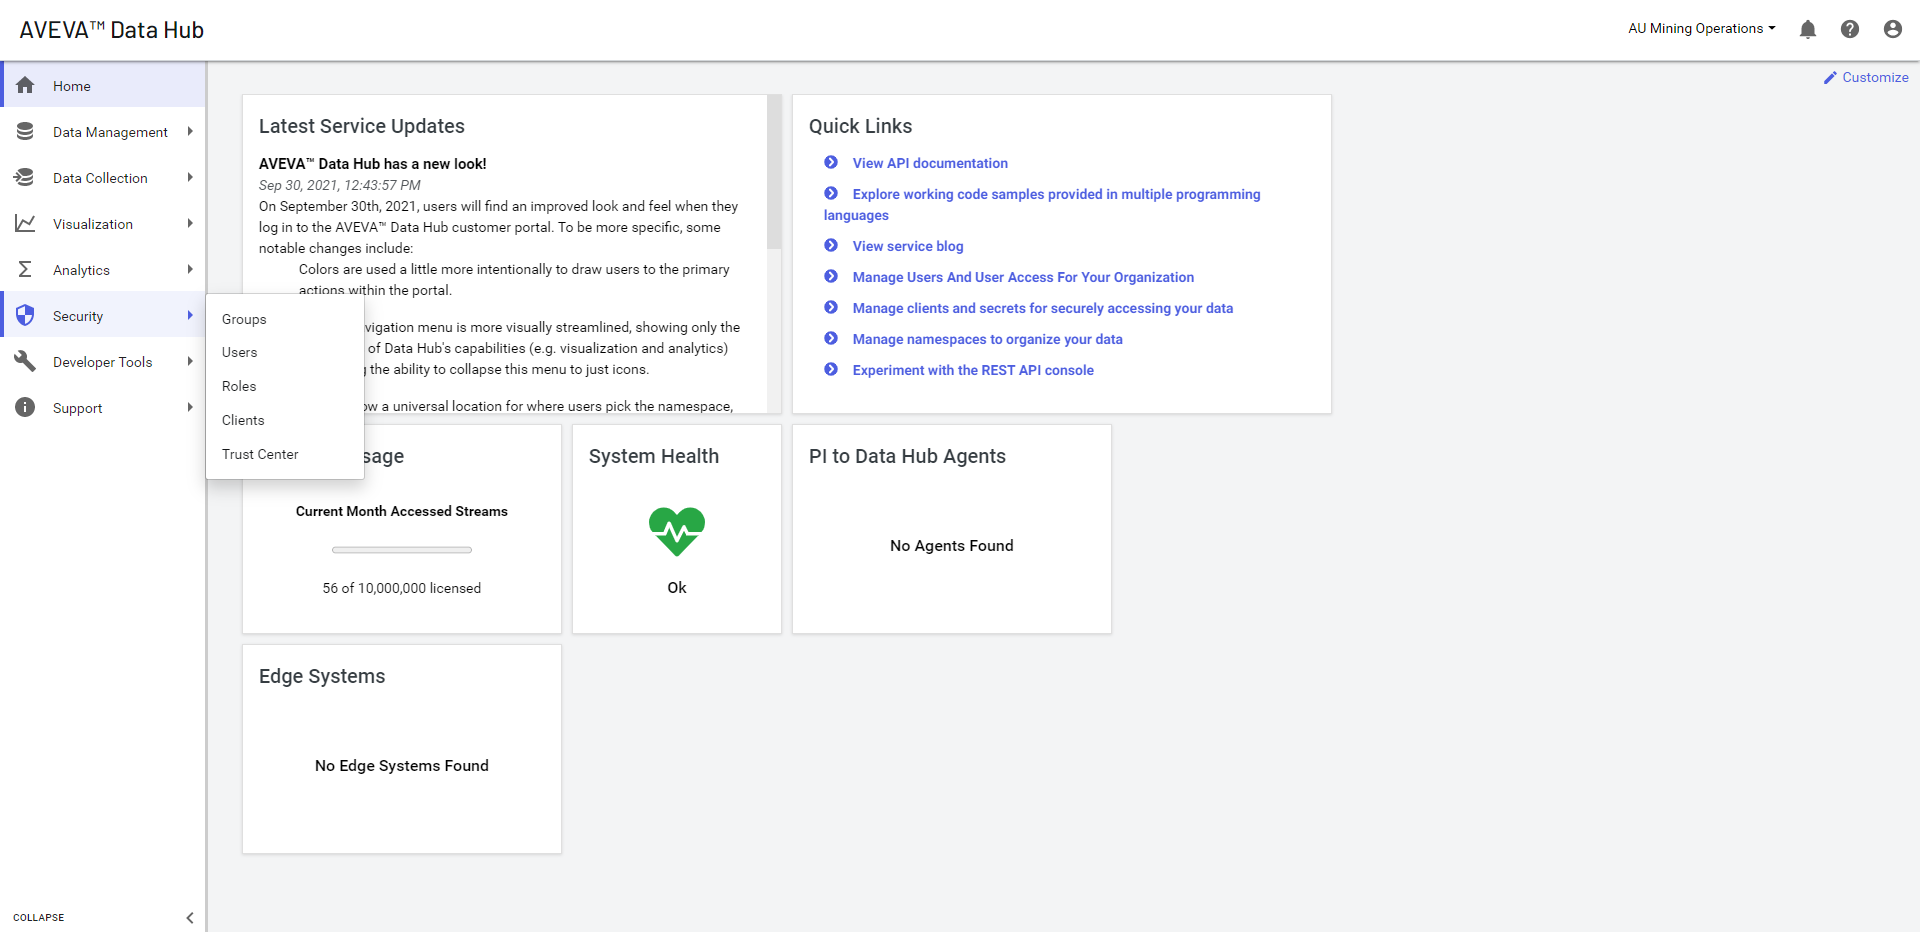 AVEVA™ Data Hub
AU Mining Operations
Customize
Home
Data Management
Data Collection
Visualization
Analytics
Security
Developer Tools
Support
Groups
Users
Roles
Clients
Trust Center
Latest Service Updates
AVEVA™ Data Hub has a new look!
Sep 30, 2021, 12:43:57 PM
On September 30th, 2021, users will find an improved look and feel when they
log in to the AVEVA™ Data Hub customer portal. To be more specific, some
notable changes include:
Colors are used a little more intentionally to draw users to the primary
actions within the portal.
vigation menu is more visually streamlined, showing only the
of Data Hub's capabilities (e.g. visualization and analytics)
the ability to collapse this menu to just icons.
ow a universal location for where users pick the namespace,
Quick Links
View API documentation
Explore working code samples provided in multiple programming
languages
View service blog
Manage Users And User Access For Your Organization
Manage clients and secrets for securely accessing your data
Manage namespaces to organize your data
Experiment with the REST API console
sage
Current Month Accessed Streams
56 of 10,000,000 licensed
System Health
Ok
PI to Data Hub Agents
No Agents Found
Edge Systems
No Edge Systems Found
COLLAPSE